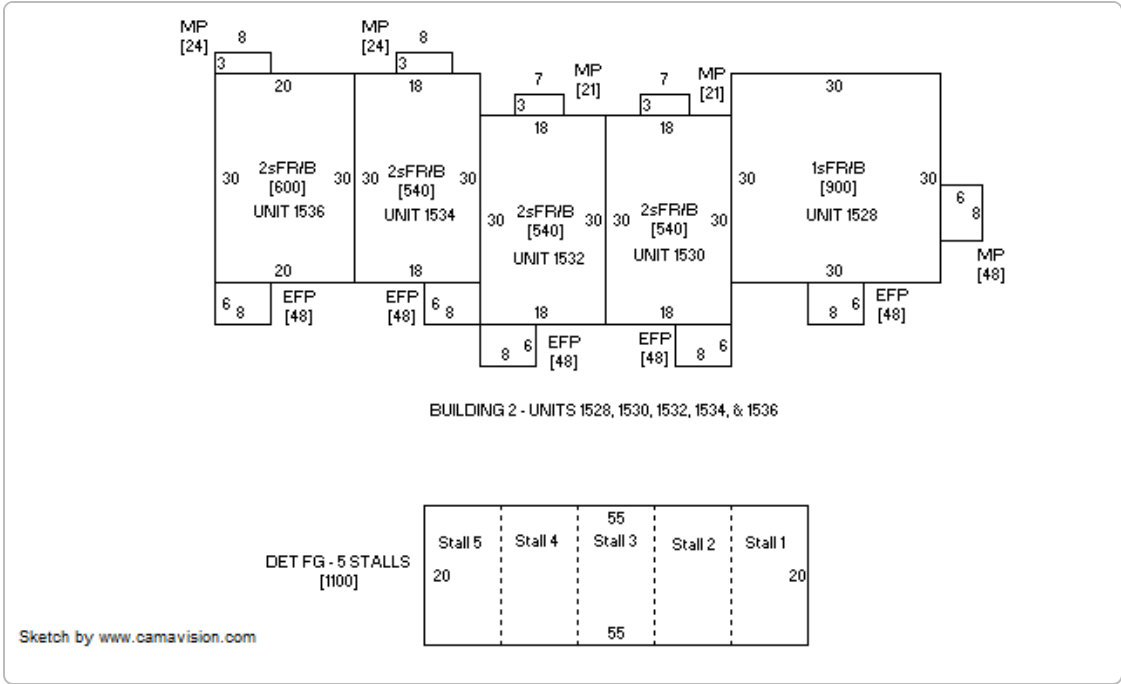 MP
[24]
8
3
MP
[24]
8
3
7
MP
[21]
3
7
MP
[21]
3
20
18
18
18
30
30
2sFR/B
[600]
UNIT 1536
30
30
2sFR/B
[540]
UNIT 1534
30
30
2sFR/B
[540]
UNIT 1532
30
30
2sFR/B
[540]
UNIT 1530
30
30
1sFR/B
[900]
UNIT 1528
30
6
8
MP
[48]
20
18
18
18
30
6
8
EFP
[48]
EFP
[48]
6
8
8
6
EFP
[48]
EFP
[48]
8
6
8
6
EFP
[48]
BUILDING 2 - UNITS 1528, 1530, 1532, 1534, & 1536
DET FG - 5 STALLS
[1100]
55
Stall 5
Stall 4
Stall 3
Stall 2
Stall 1
20
20
55
Sketch by www.camavision.com